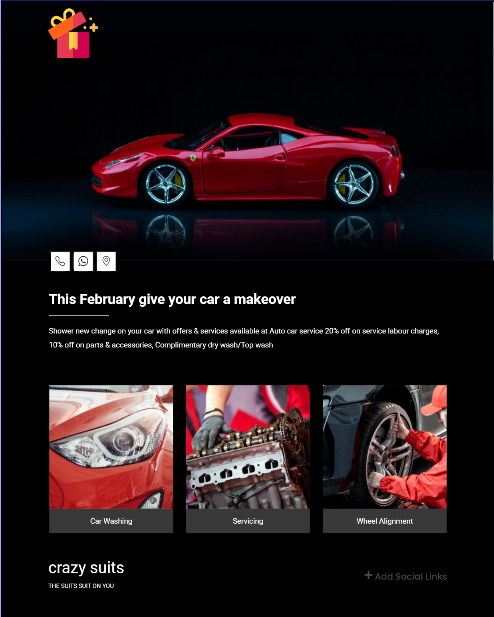 This February give your car a makeover
Shower new change on your car with offers & services available at Auto car service 20% off on service labour charges,
10% off on parts & accessories, Complimentary dry wash/Top wash
Car Washing
Servicing
Wheel Alignment
crazy suits
THE SUITS SUIT ON YOU
+ Add Social Links